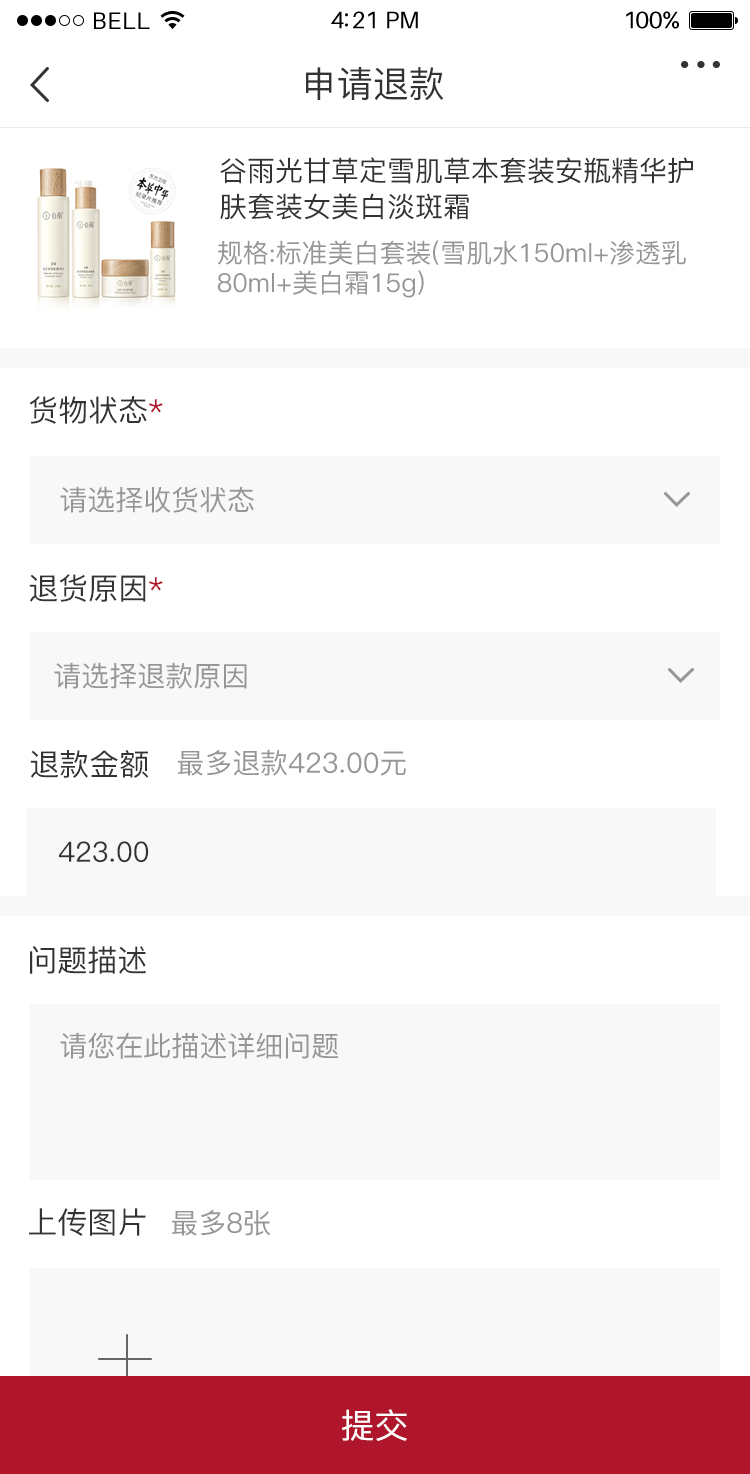 BELL 4:21 PM 100%
申请退款
谷雨光甘草定雪肌草本套装安瓶精华护
肤套装女美白淡斑霜
规格:标准美白套装(雪肌水150ml+渗透乳
80ml+美白霜15g)
本草中华
货物状态*
请选择收货状态
退货原因*
请选择退款原因
退款金额 最多退款423.00元
423.00
问题描述
请您在此描述详细问题
上传图片 最多8张
提交